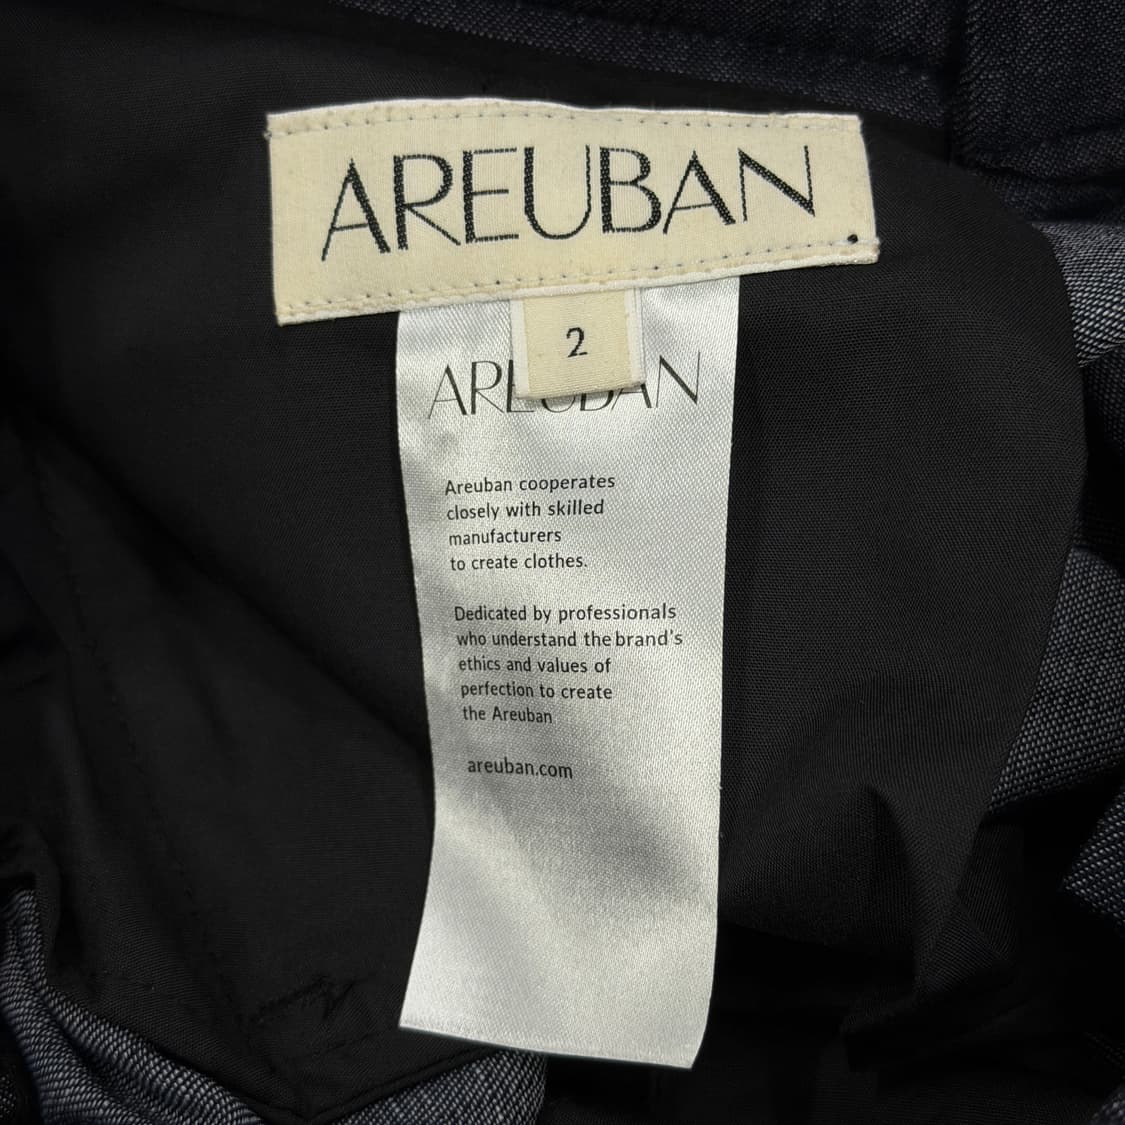 AREUBAN
2
AREUBAN
Areuban cooperates
closely with skilled
manufacturers
to create clothes.
Dedicated by professionals
who understand the brand's
ethics and values of
perfection to create
the Areuban
areuban.com